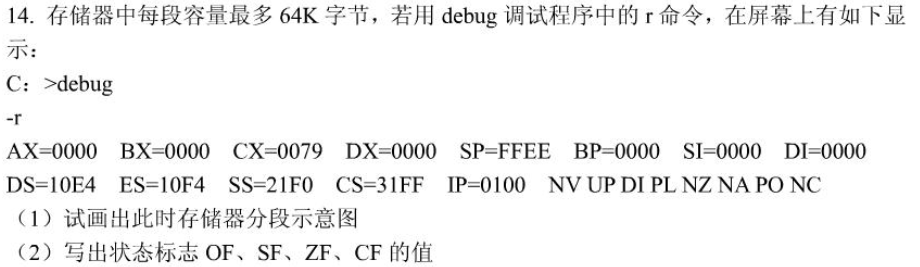 14. 存储器中每段容量最多 64K 字节，若用 debug 调试程序中的 r 命令，在屏幕上有如下显
示：
C：>debug
-r
AX=0000 BX=0000 CX=0079 DX=0000 SP=FFEE BP=0000 SI=0000 DI=0000
DS=10E4 ES=10F4 SS=21F0 CS=31FF IP=0100 NV UP DI PL NZ NA PO NC
（1）试画出此时存储器分段示意图
（2）写出状态标志 OF、SF、ZF、CF 的值